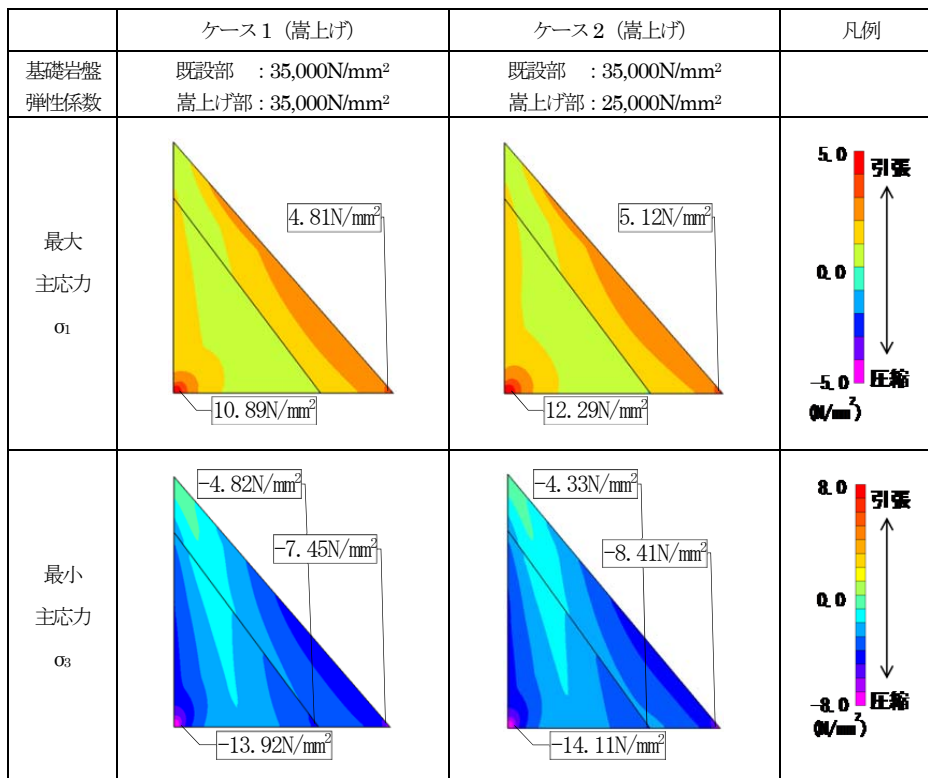 ケース1（嵩上げ） ケース2（嵩上げ） 凡例
基礎岩盤 既設部 : 35,000N/mm² 既設部 : 35,000N/mm²
弾性係数 嵩上げ部 : 35,000N/mm² 嵩上げ部 : 25,000N/mm²
最大
主応力
σ1
4.81N/mm²
10.89N/mm²
5.12N/mm²
12.29N/mm²
5.0
引張
0.0
-5.0
圧縮
(N/mm²)
最小
主応力
σ3
-4.82N/mm²
-7.45N/mm²
-13.92N/mm²
-4.33N/mm²
-8.41N/mm²
-14.11N/mm²
8.0
引張
0.0
-8.0
圧縮
(N/mm²)